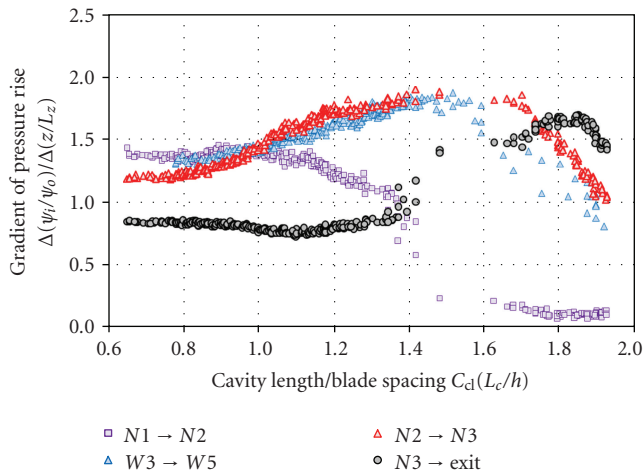 Gradient of pressure rise
Δ(ψi/ψo)/Δ(z/Lz)
2.5
2.0
1.5
1.0
0.5
0.0
0.6 0.8 1.0 1.2 1.4 1.6 1.8 2.0
Cavity length/blade spacing Ccl(Lc/h)
N1 → N2 N2 → N3
W3 → W5 N3 → exit